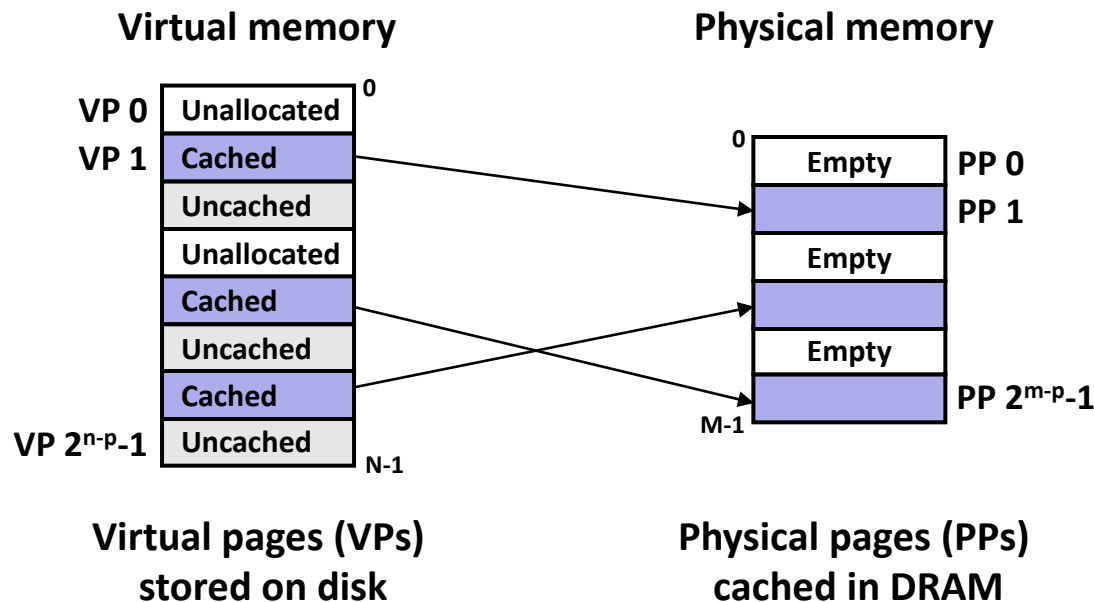 Virtual memory
Physical memory
0
VP 0
Unallocated
VP 1
Cached
Uncached
Unallocated
Cached
Uncached
Cached
VP 2ⁿ⁻ᵖ-1
Uncached
N-1
0
Empty
PP 0
PP 1
Empty
Empty
PP 2ᵐ⁻ᵖ-1
M-1
Virtual pages (VPs)
stored on disk
Physical pages (PPs)
cached in DRAM